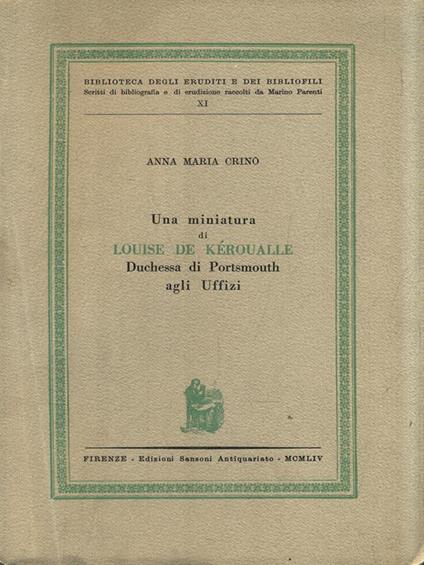 BIBLIOTECA DEGLI ERUDITI E DEI BIBLIOFILI
Scritti di bibliografia e di erudizione raccolti da Marino Parenti
XI
ANNA MARIA CRINÒ
Una miniatura
di
LOUISE DE KÉROUALLE
Duchessa di Portsmouth
agli Uffizi
FIRENZE - Edizioni Sansoni Antiquariato - MCMLIV